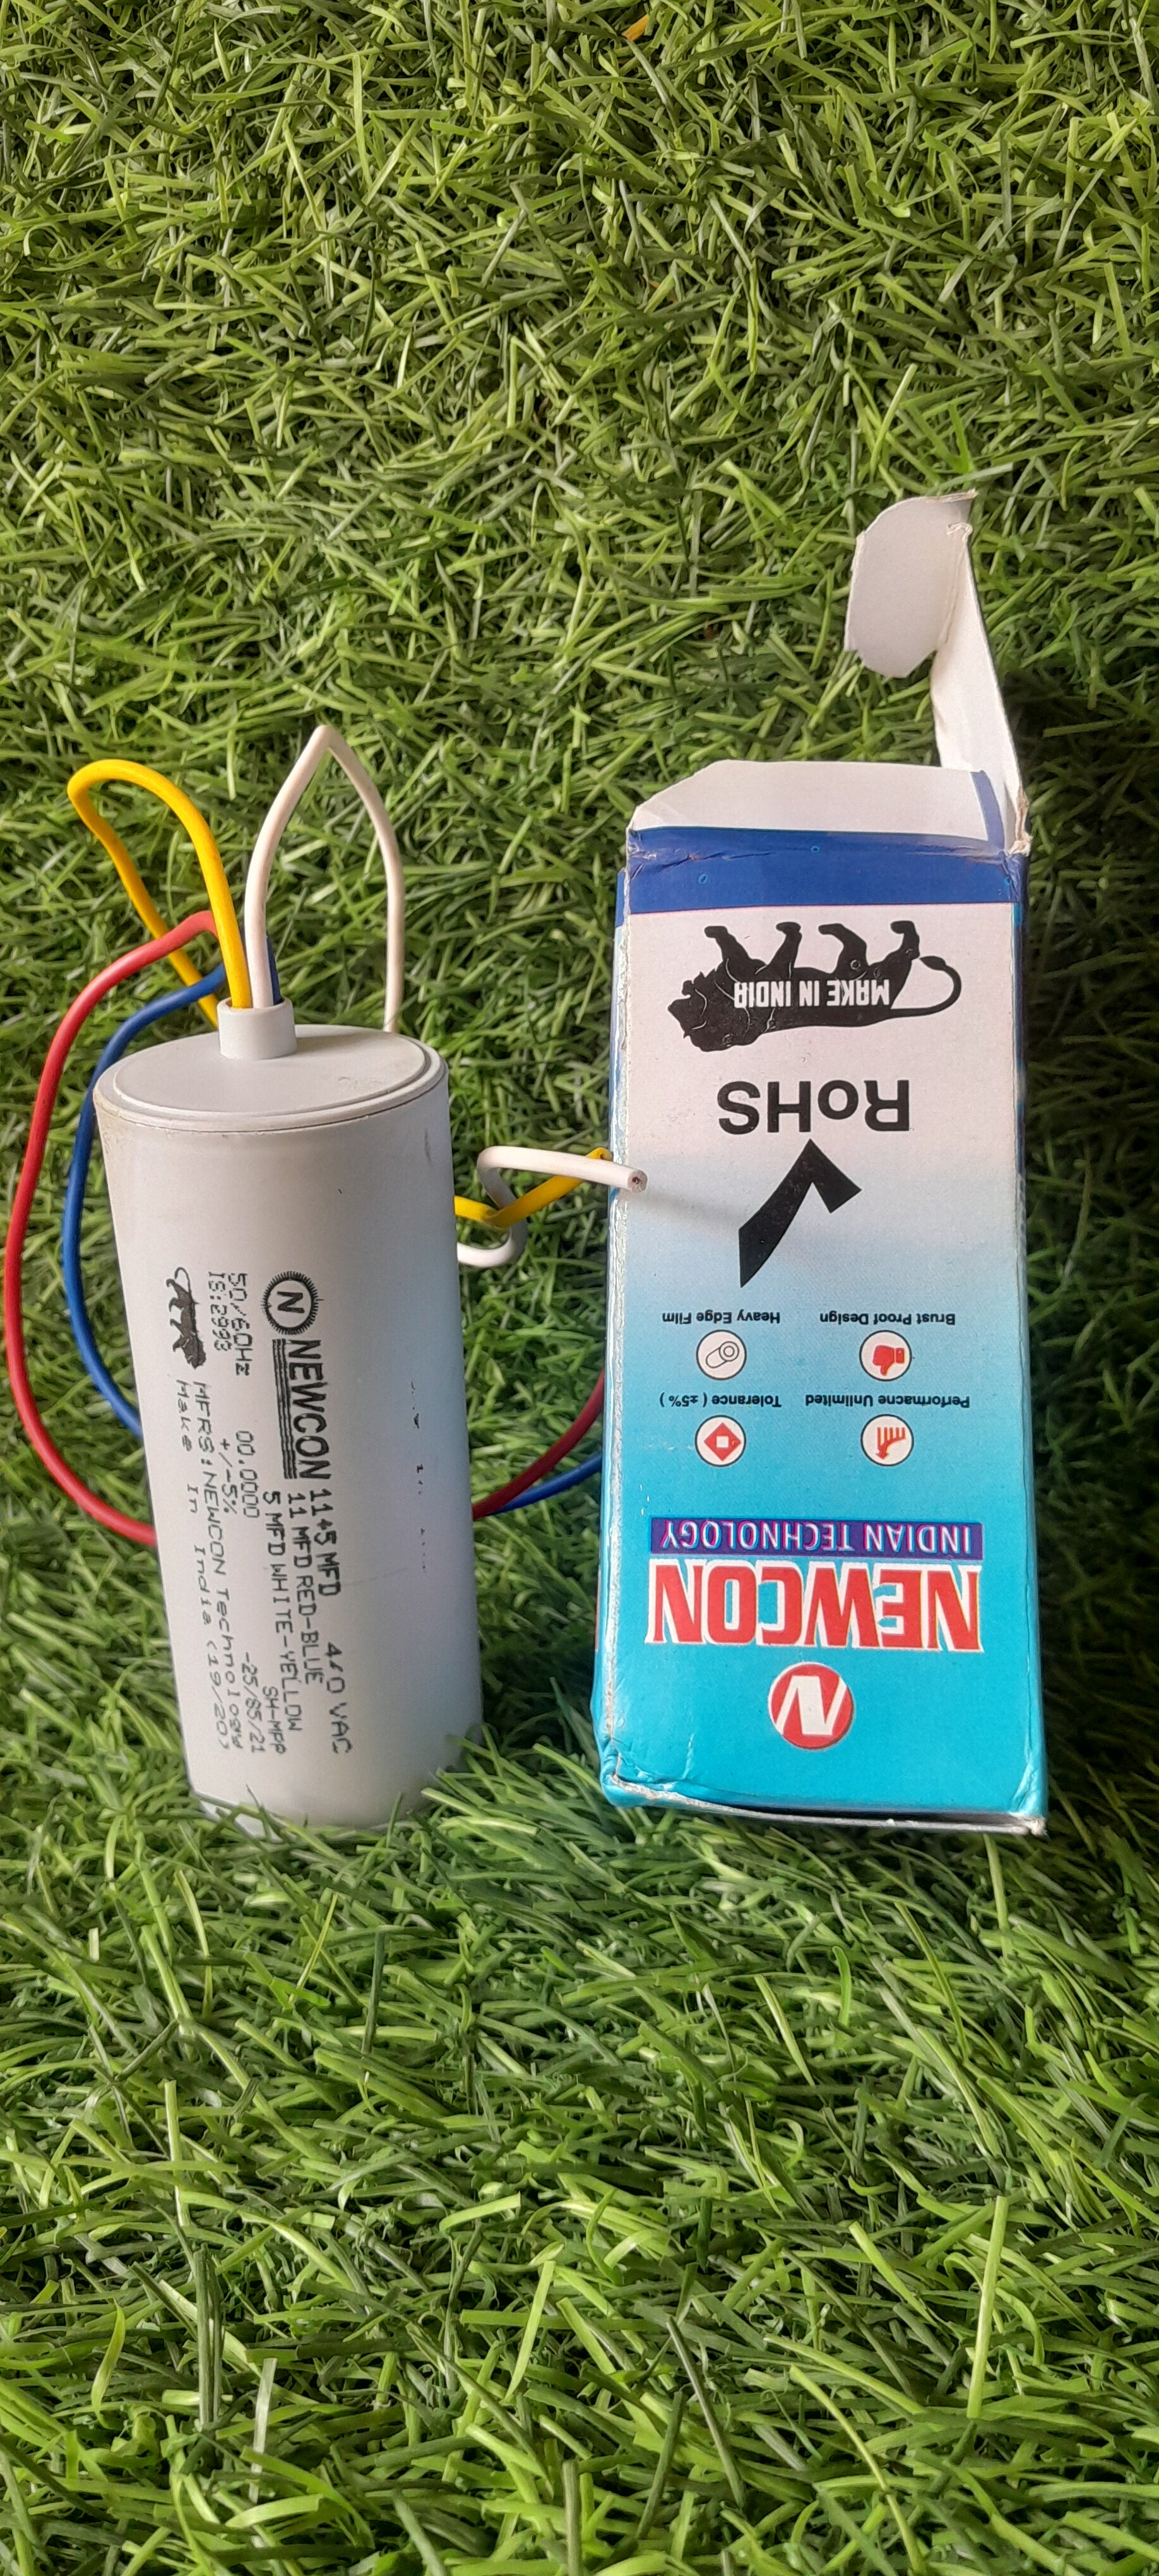 N NEWCON 11+5 MFD 440 VAC
11 MFD RED-BLUE
5 MFD WHITE-YELLOW
SH-MPP
50/60Hz 00.0000 -25/85/21
IS:2993 +/-5%
MFRS:NEWCON Technology
Make In India (19/20)
N
NEWCON
INDIAN TECHNOLOGY
Performacne Unlimited
Tolerance ( ±5% )
Brust Proof Design
Heavy Edge Film
RoHS
MAKE IN INDIA